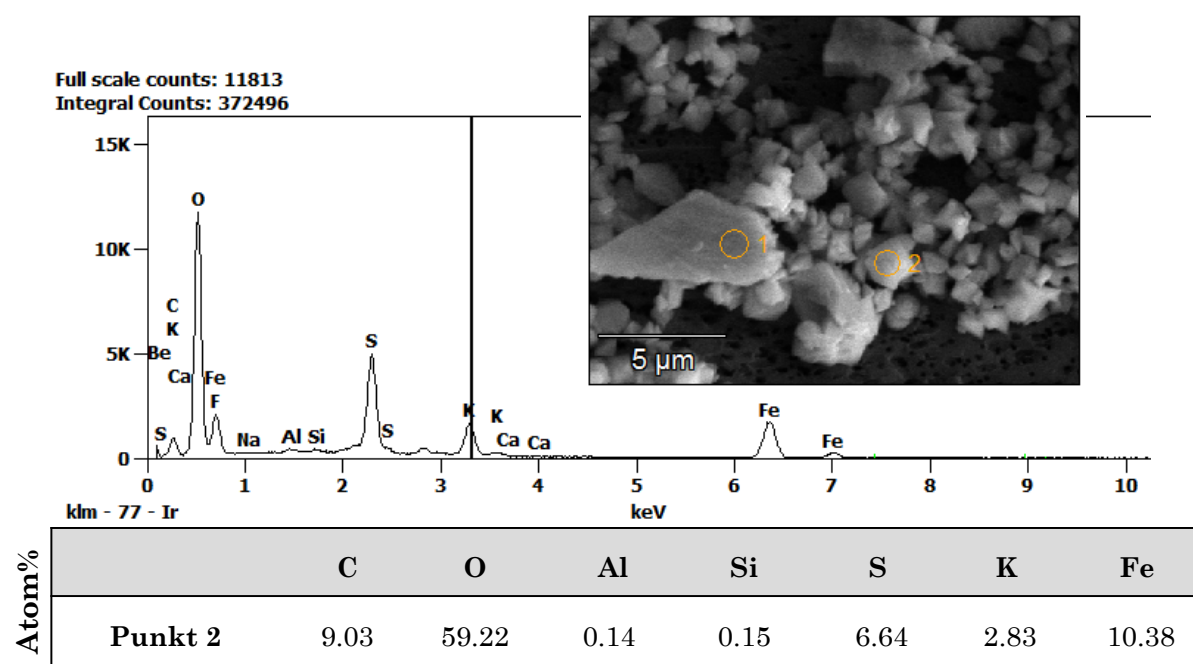 Full scale counts: 11813
Integral Counts: 372496
15K
10K
5K
0
O
C
K
Be
Ca
Fe
F
S
Na
Al Si
S
S
K
K
Ca
Ca
Fe
Fe
0 1 2 3 4 5 6 7 8 9 10
klm - 77 - Ir
keV
1
2
5 µm
Atom%
C O Al Si S K Fe
Punkt 2 9.03 59.22 0.14 0.15 6.64 2.83 10.38